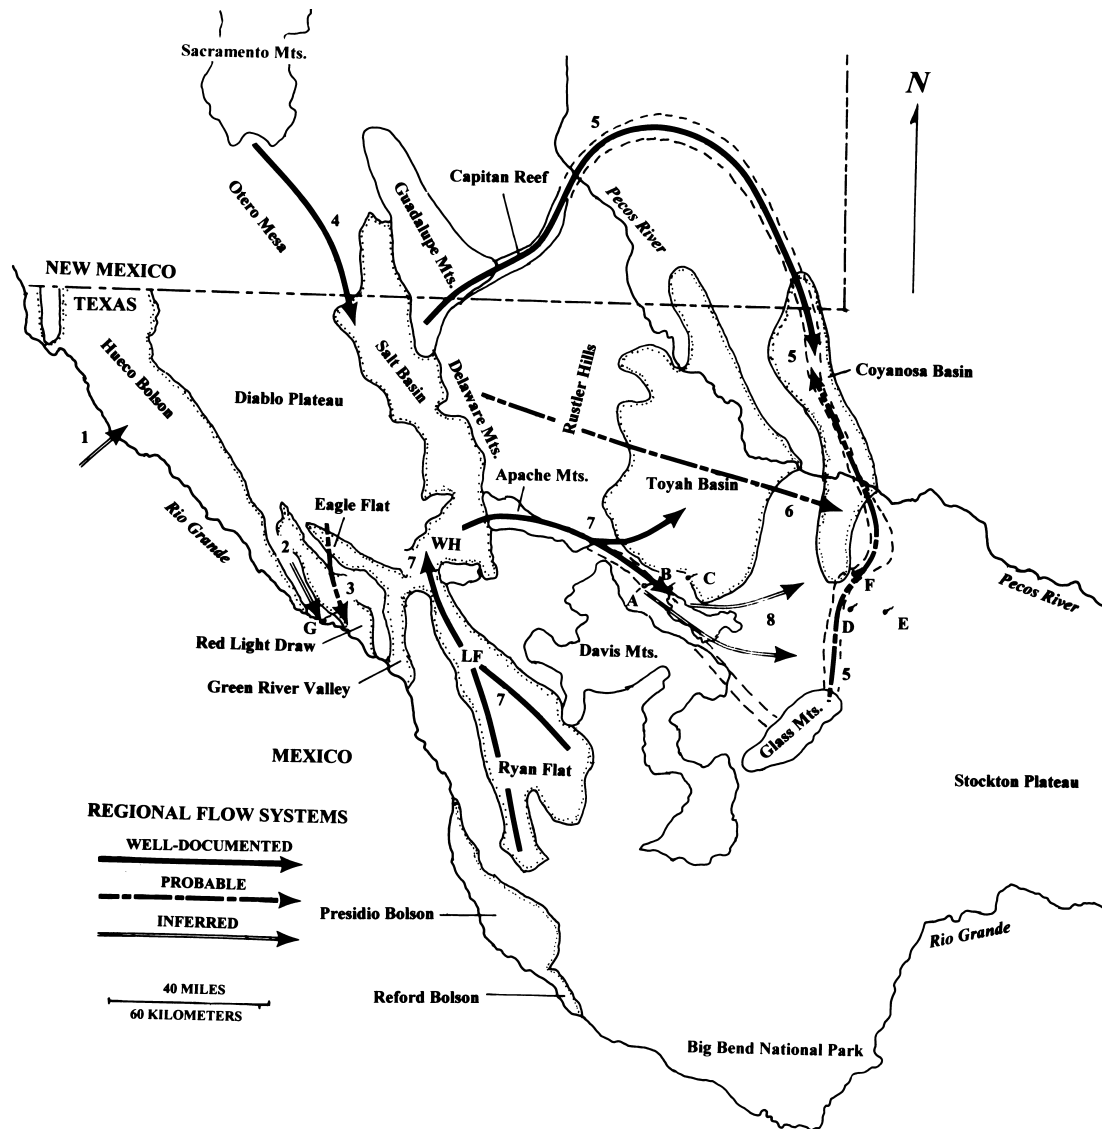 Sacramento Mts.
N
5
Capitan Reef
Guadalupe Mts.
Pecos River
Otero Mesa
4
NEW MEXICO
TEXAS
Hueco Bolson
Salt Basin
Delaware Mts.
Rustler Hills
5
Coyanosa Basin
Diablo Plateau
1
Apache Mts.
Toyah Basin
Eagle Flat
6
Rio Grande
7
2
WH
7
3
B
C
A
F
Pecos River
G
D
E
8
Red Light Draw
LF
Davis Mts.
Green River Valley
5
7
Glass Mts.
MEXICO
Ryan Flat
Stockton Plateau
REGIONAL FLOW SYSTEMS
WELL-DOCUMENTED
PROBABLE
INFERRED
Presidio Bolson
Rio Grande
40 MILES
60 KILOMETERS
Reford Bolson
Big Bend National Park